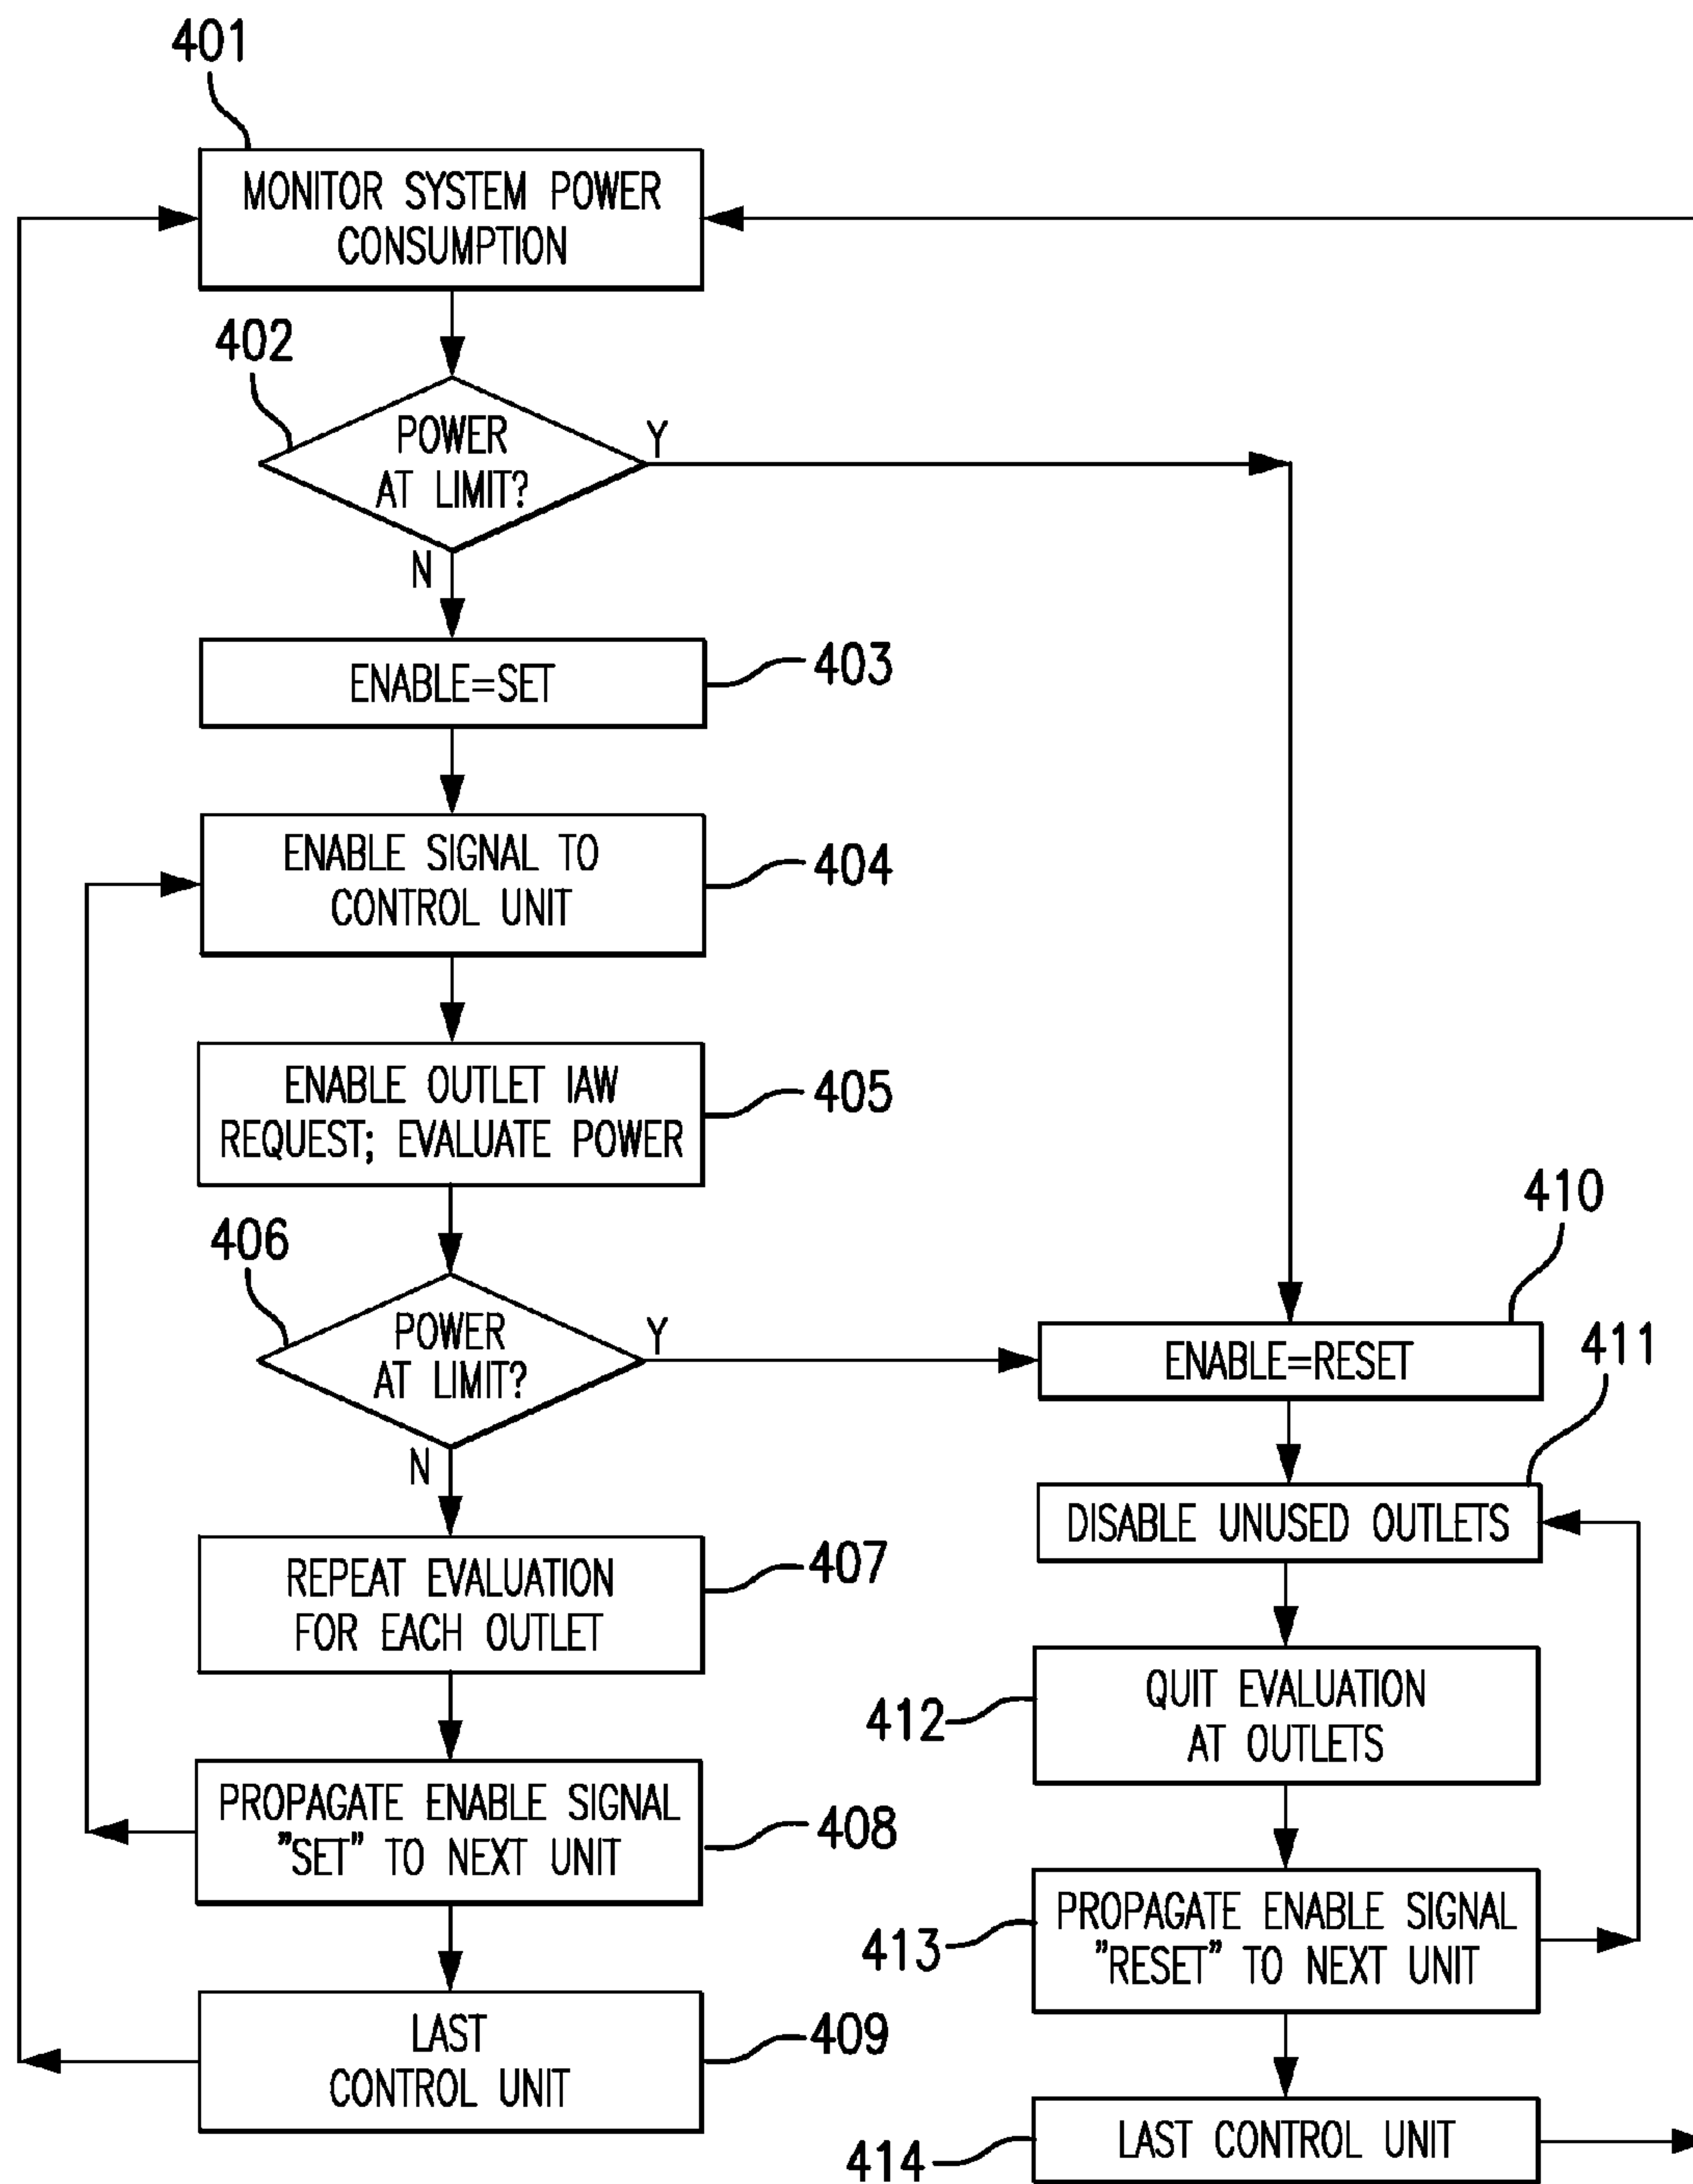 401
MONITOR SYSTEM POWER
CONSUMPTION
402
POWER
AT LIMIT?
Y
N
ENABLE=SET
403
ENABLE SIGNAL TO
CONTROL UNIT
404
ENABLE OUTLET IAW
REQUEST; EVALUATE POWER
405
406
POWER
AT LIMIT?
Y
N
REPEAT EVALUATION
FOR EACH OUTLET
407
PROPAGATE ENABLE SIGNAL
"SET" TO NEXT UNIT
408
LAST
CONTROL UNIT
409
410
ENABLE=RESET
411
DISABLE UNUSED OUTLETS
412
QUIT EVALUATION
AT OUTLETS
413
PROPAGATE ENABLE SIGNAL
"RESET" TO NEXT UNIT
414
LAST CONTROL UNIT